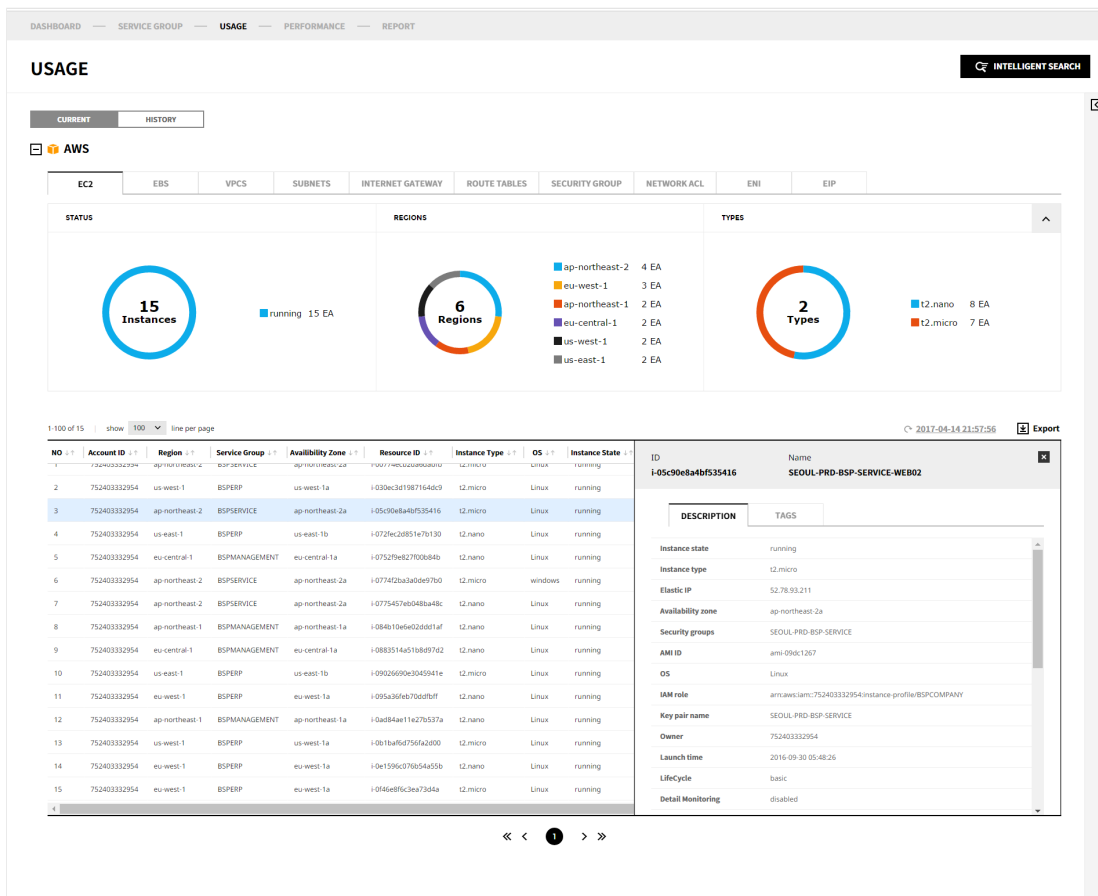 DASHBOARD — SERVICE GROUP — USAGE — PERFORMANCE — REPORT
USAGE
INTELLIGENT SEARCH
CURRENT HISTORY
AWS
EC2 EBS VPCS SUBNETS INTERNET GATEWAY ROUTE TABLES SECURITY GROUP NETWORK ACL ENI EIP
STATUS REGIONS TYPES
15
Instances
running 15 EA
6
Regions
ap-northeast-2 4 EA
eu-west-1 3 EA
ap-northeast-1 2 EA
eu-central-1 2 EA
us-west-1 2 EA
us-east-1 2 EA
2
Types
t2.nano 8 EA
t2.micro 7 EA
1-100 of 15 | show 100 line per page
2017-04-14 21:57:56 Export
NO Account ID Region Service Group Availibility Zone Resource ID Instance Type OS Instance State
2 752403332954 us-west-1 BSPERP us-west-1a i-030ec3d1987164dc9 t2.micro Linux running
3 752403332954 ap-northeast-2 BSPSERVICE ap-northeast-2a i-05c90e8a4bf535416 t2.micro Linux running
4 752403332954 us-east-1 BSPERP us-east-1b i-072fec2d851e7b130 t2.nano Linux running
5 752403332954 eu-central-1 BSPMANAGEMENT eu-central-1a i-0752f9e827f00b84b t2.nano Linux running
6 752403332954 ap-northeast-2 BSPSERVICE ap-northeast-2a i-0774f2ba3a0de97b0 t2.micro windows running
7 752403332954 ap-northeast-2 BSPSERVICE ap-northeast-2a i-0775457eb048ba48c t2.nano Linux running
8 752403332954 ap-northeast-1 BSPMANAGEMENT ap-northeast-1a i-084b10e6e02ddd1af t2.nano Linux running
9 752403332954 eu-central-1 BSPMANAGEMENT eu-central-1a i-0883514a51b8d97d2 t2.nano Linux running
10 752403332954 us-east-1 BSPERP us-east-1b i-09026690e3045941e t2.micro Linux running
11 752403332954 eu-west-1 BSPERP eu-west-1a i-095a36feb70ddfbff t2.nano Linux running
12 752403332954 ap-northeast-1 BSPMANAGEMENT ap-northeast-1a i-0ad84ae11e27b537a t2.nano Linux running
13 752403332954 us-west-1 BSPERP us-west-1a i-0b1baf6d756fa2d00 t2.micro Linux running
14 752403332954 eu-west-1 BSPERP eu-west-1a i-0e1596c076b54a55b t2.nano Linux running
15 752403332954 eu-west-1 BSPERP eu-west-1a i-0f46e8f6c3ea73d4a t2.micro Linux running
ID Name
i-05c90e8a4bf535416 SEOUL-PRD-BSP-SERVICE-WEB02
DESCRIPTION TAGS
Instance state running
Instance type t2.micro
Elastic IP 52.78.93.211
Availability zone ap-northeast-2a
Security groups SEOUL-PRD-BSP-SERVICE
AMI ID ami-09dc1267
OS Linux
IAM role arn:aws:iam::752403332954:instance-profile/BSPCOMPANY
Key pair name SEOUL-PRD-BSP-SERVICE
Owner 752403332954
Launch time 2016-09-30 05:48:26
LifeCycle basic
Detail Monitoring disabled
1